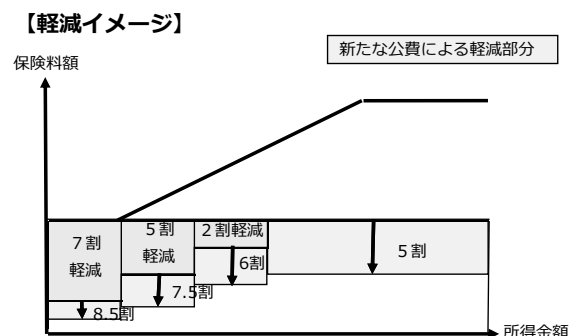 【軽減イメージ】
新たな公費による軽減部分
保険料額
7割
軽減
5割
軽減
2割軽減
5割
6割
7.5割
8.5割
所得金額